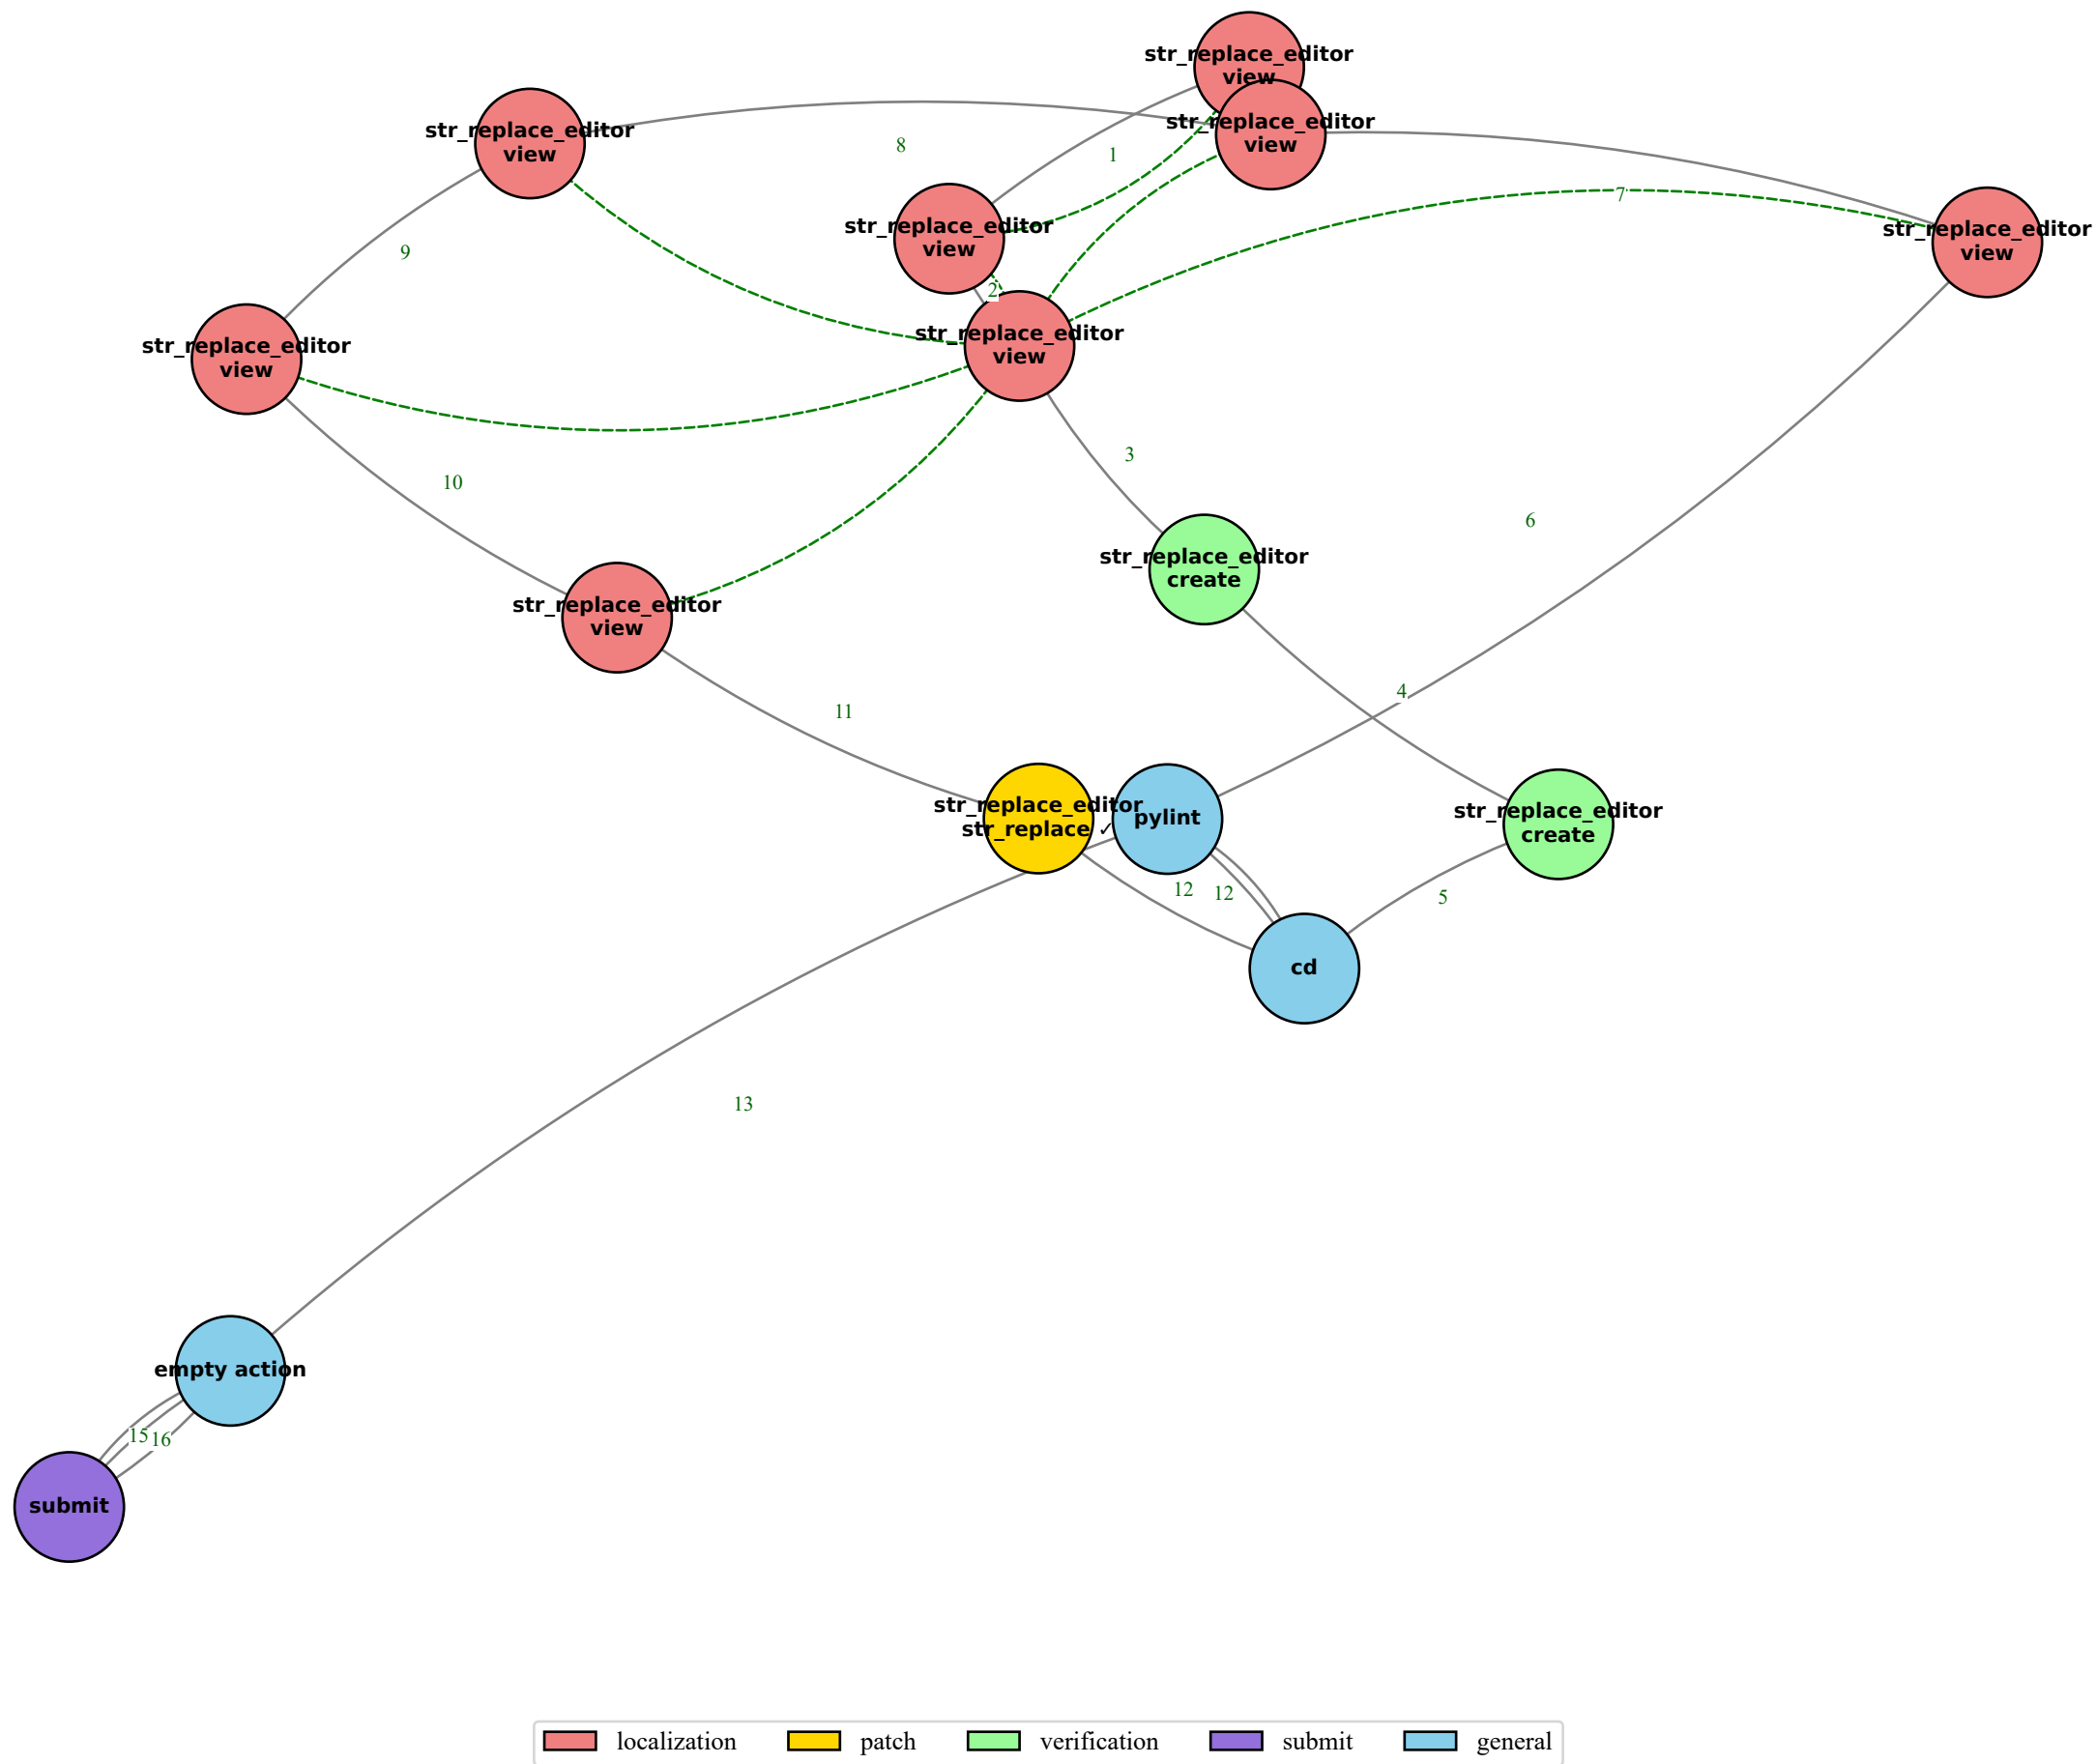 str_replace_editor
view
str_replace_editor
view
str_replace_editor
view
8
1
7
str_replace_editor
view
str_replace_editor
view
9
2
str_replace_editor
view
str_replace_editor
view
3
10
6
str_replace_editor
create
str_replace_editor
view
4
11
str_replace_editor
str_replace ✓
pylint
str_replace_editor
create
12
12
5
cd
13
empty action
15
16
submit
localization
patch
verification
submit
general